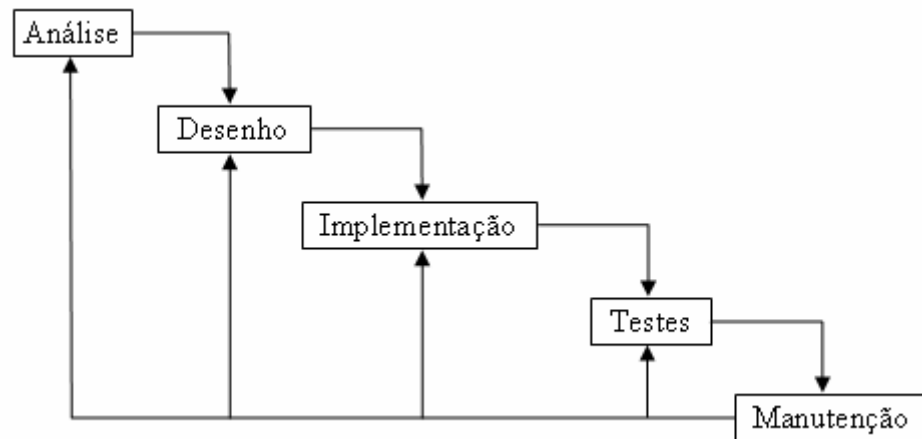 Análise
Desenho
Implementação
Testes
Manutenção